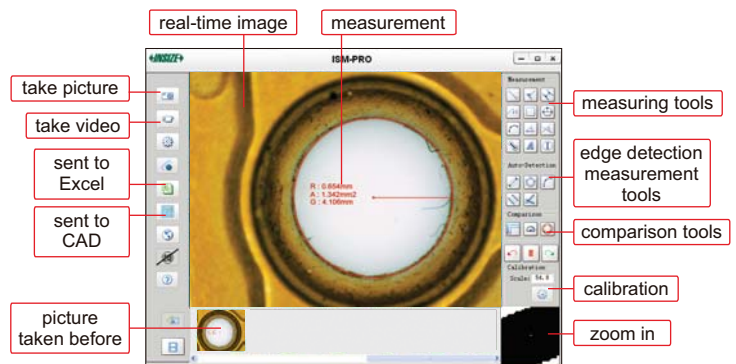 real-time image
measurement
INSIZE
ISM-PRO
take picture
take video
sent to
Excel
sent to
CAD
picture
taken before
R : 0.654mm
A : 1.342mm2
G : 4.106mm
Measurement
Auto-Detection
Comparison
Calibration
Scale: 54.8
measuring tools
edge detection
measurement
tools
comparison tools
calibration
zoom in